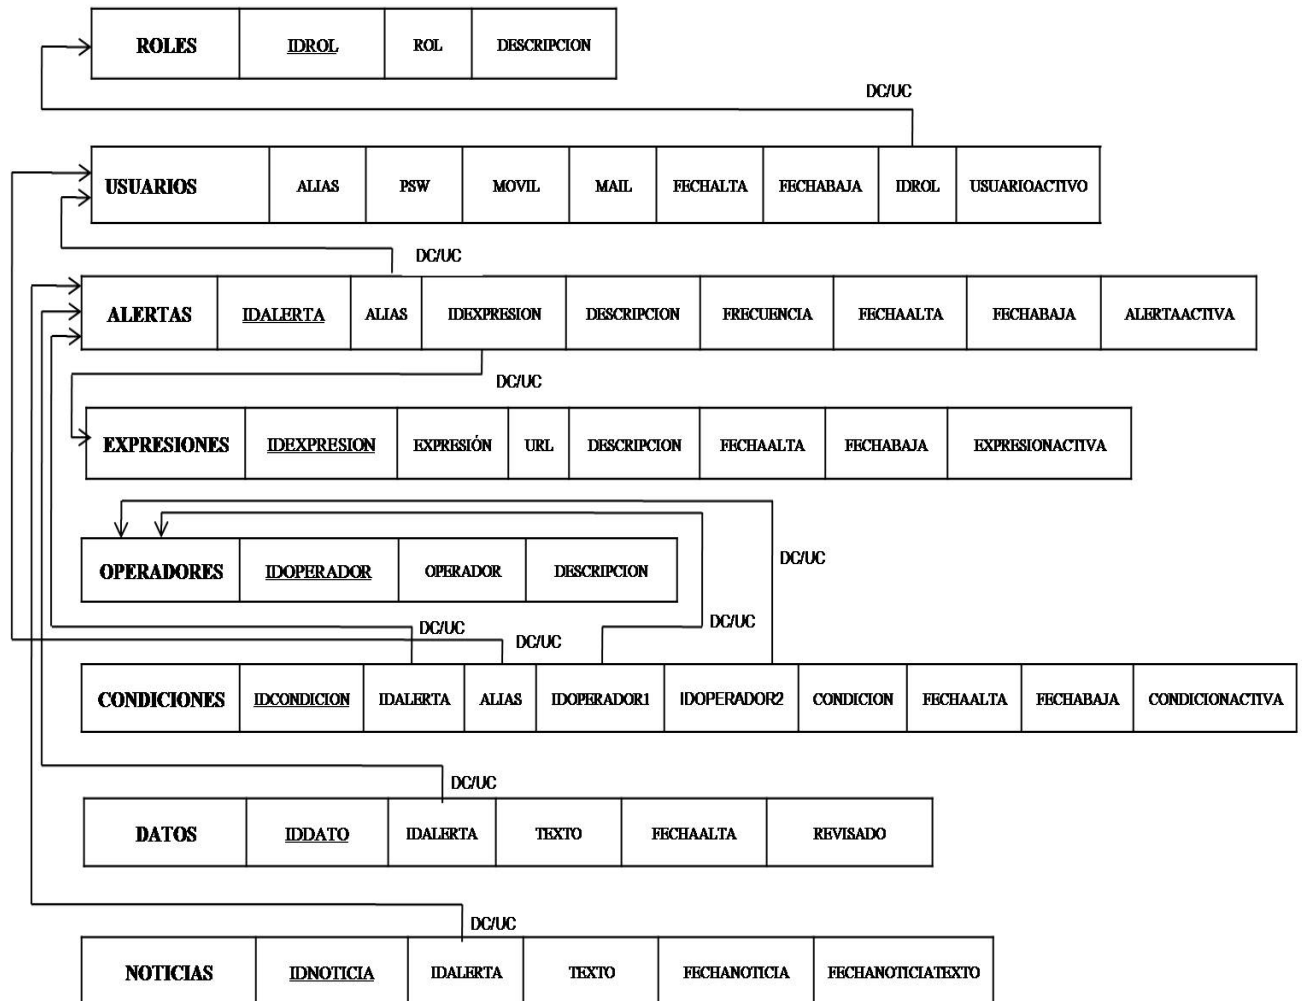 ROLES IDROL ROL DESCRIPCION
DC/UC
USUARIOS ALIAS PSW MOVIL MAIL FECHALTA FECHABAJA IDROL USUARIOACTIVO
DC/UC
ALERTAS IDALERTA ALIAS IDEXPRESION DESCRIPCION FRECUENCIA FECHAALTA FECHABAJA ALERTAACTIVA
DC/UC
EXPRESIONES IDEXPRESION EXPRESIÓN URL DESCRIPCION FECHAALTA FECHABAJA EXPRESIONACTIVA
DC/UC
OPERADORES IDOPERADOR OPERADOR DESCRIPCION
DC/UC DC/UC DC/UC
CONDICIONES IDCONDICION IDALERTA ALIAS IDOPERADOR1 IDOPERADOR2 CONDICION FECHAALTA FECHABAJA CONDICIONACTIVA
DC/UC
DATOS IDDATO IDALERTA TEXTO FECHAALTA REVISADO
DC/UC
NOTICIAS IDNOTICIA IDALERTA TEXTO FECHANOTICIA FECHANOTICIATEXTO